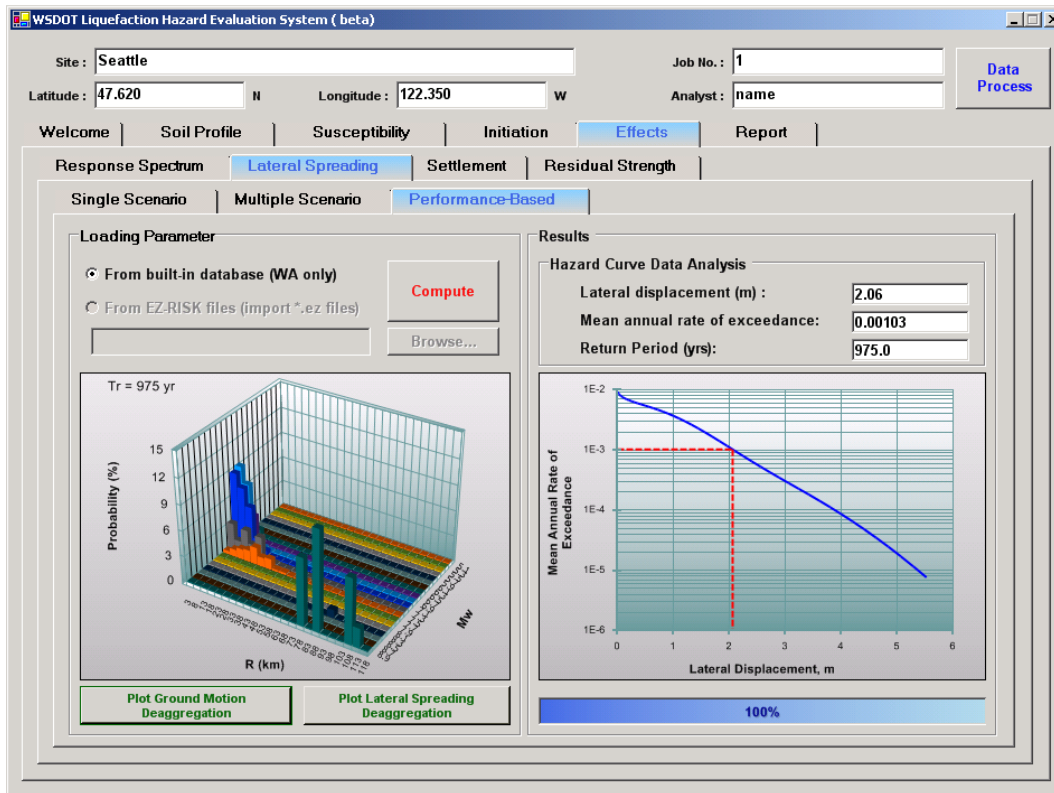 WSDOT Liquefaction Hazard Evaluation System ( beta)
Site : Seattle Job No. : 1
Data Process
Latitude : 47.620 N Longitude : 122.350 W Analyst : name
Welcome Soil Profile Susceptibility Initiation Effects Report
Response Spectrum Lateral Spreading Settlement Residual Strength
Single Scenario Multiple Scenario Performance-Based
Loading Parameter
From built-in database (WA only)
Compute
From EZ-RISK files (import *.ez files)
Browse...
Tr = 975 yr
Probability (%)
15
12
9
6
3
0
R (km)
Mw
Plot Ground Motion
Deaggregation
Plot Lateral Spreading
Deaggregation
Results
Hazard Curve Data Analysis
Lateral displacement (m) : 2.06
Mean annual rate of exceedance: 0.00103
Return Period (yrs): 975.0
Mean Annual Rate of
Exceedance
1E-2
1E-3
1E-4
1E-5
1E-6
0 1 2 3 4 5 6
Lateral Displacement, m
100%